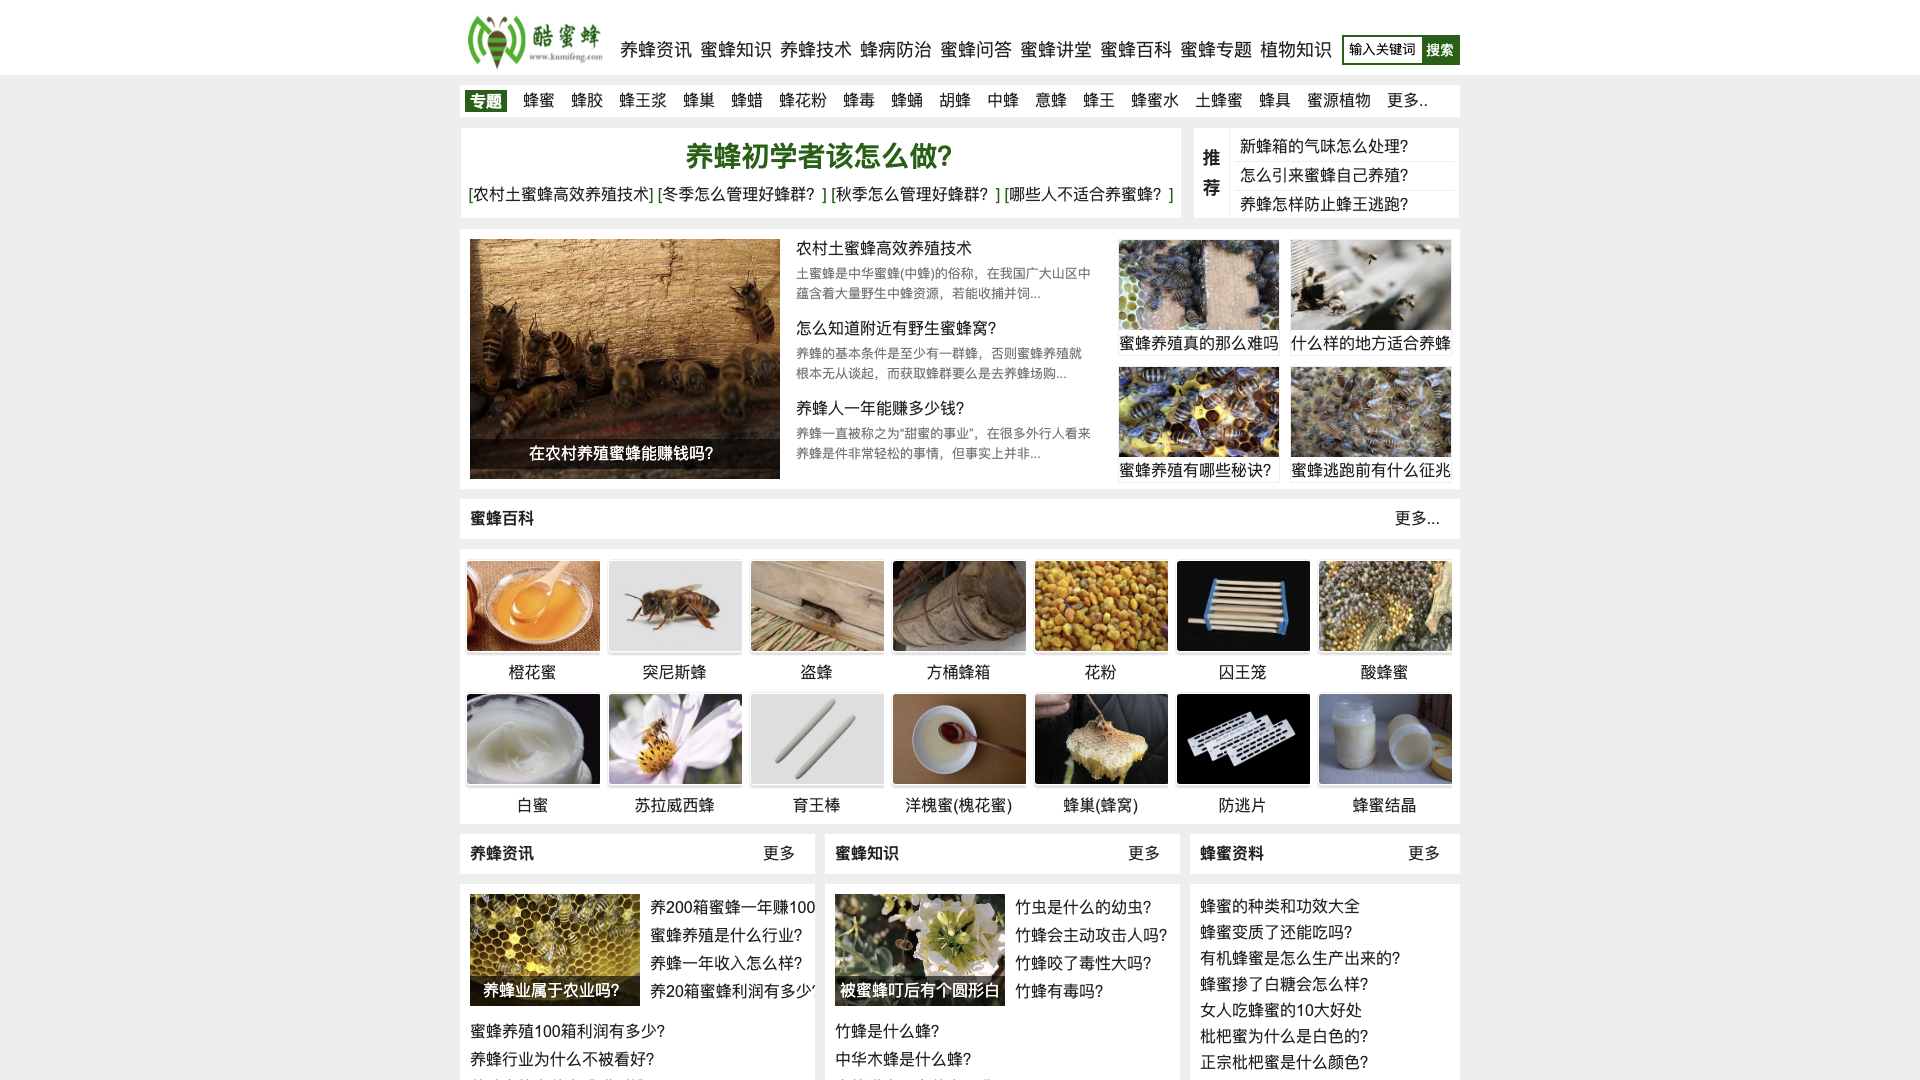 酷蜜蜂
www.kumifeng.com
养蜂资讯 蜜蜂知识 养蜂技术 蜂病防治 蜜蜂问答 蜜蜂讲堂 蜜蜂百科 蜜蜂专题 植物知识 输入关键词 搜索
专题 蜂蜜 蜂胶 蜂王浆 蜂巢 蜂蜡 蜂花粉 蜂毒 蜂蛹 胡蜂 中蜂 意蜂 蜂王 蜂蜜水 土蜂蜜 蜂具 蜜源植物 更多..
养蜂初学者该怎么做?
[农村土蜜蜂高效养殖技术] [冬季怎么管理好蜂群？] [秋季怎么管理好蜂群？] [哪些人不适合养蜜蜂？]
推荐
新蜂箱的气味怎么处理?
怎么引来蜜蜂自己养殖?
养蜂怎样防止蜂王逃跑?
在农村养殖蜜蜂能赚钱吗?
农村土蜜蜂高效养殖技术
土蜜蜂是中华蜜蜂(中蜂)的俗称，在我国广大山区中
蕴含着大量野生中蜂资源，若能收捕并饲...
怎么知道附近有野生蜜蜂窝?
养蜂的基本条件是至少有一群蜂，否则蜜蜂养殖就
根本无从谈起，而获取蜂群要么是去养蜂场购...
养蜂人一年能赚多少钱?
养蜂一直被称之为“甜蜜的事业”，在很多外行人看来
养蜂是件非常轻松的事情，但事实上并非...
蜜蜂养殖真的那么难吗 什么样的地方适合养蜂
蜜蜂养殖有哪些秘诀? 蜜蜂逃跑前有什么征兆
蜜蜂百科 更多...
橙花蜜 突尼斯蜂 盗蜂 方桶蜂箱 花粉 囚王笼 酸蜂蜜
白蜜 苏拉威西蜂 育王棒 洋槐蜜(槐花蜜) 蜂巢(蜂窝) 防逃片 蜂蜜结晶
养蜂资讯 更多
养蜂业属于农业吗?
养200箱蜜蜂一年赚100
蜜蜂养殖是什么行业?
养蜂一年收入怎么样?
养20箱蜜蜂利润有多少?
蜜蜂养殖100箱利润有多少?
养蜂行业为什么不被看好?
蜜蜂知识 更多
被蜜蜂叮后有个圆形白
竹虫是什么的幼虫?
竹蜂会主动攻击人吗?
竹蜂咬了毒性大吗?
竹蜂有毒吗?
竹蜂是什么蜂?
中华木蜂是什么蜂?
蜂蜜资料 更多
蜂蜜的种类和功效大全
蜂蜜变质了还能吃吗?
有机蜂蜜是怎么生产出来的?
蜂蜜掺了白糖会怎么样?
女人吃蜂蜜的10大好处
枇杷蜜为什么是白色的?
正宗枇杷蜜是什么颜色?